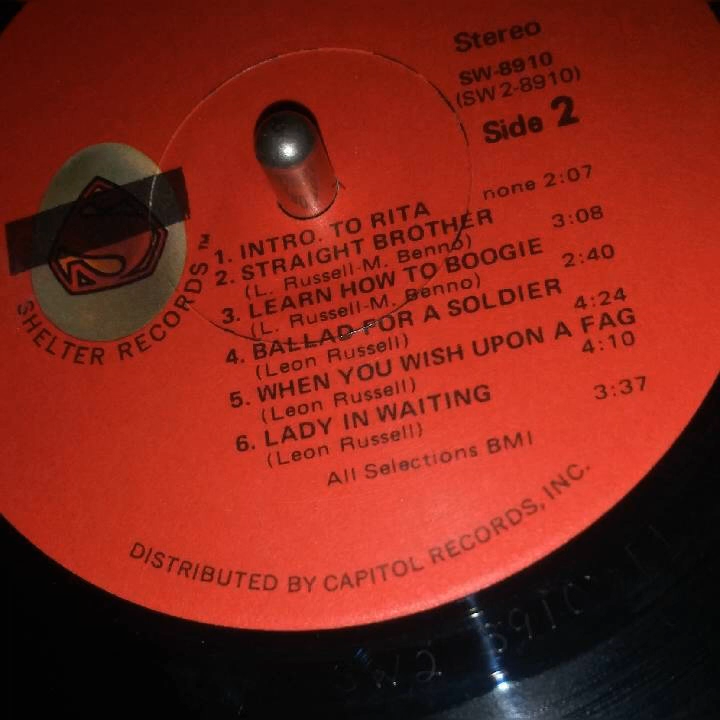 Stereo
SW-8910
(SW 2-8910)
Side 2
SHELTER RECORDS™
1. INTRO. TO RITA none 2:07
2. STRAIGHT BROTHER 3:08
(L. Russell-M. Benno)
3. LEARN HOW TO BOOGIE 2:40
(L. Russell-M. Benno)
4. BALLAD FOR A SOLDIER 4:24
(Leon Russell)
5. WHEN YOU WISH UPON A FAG 4:10
(Leon Russell)
6. LADY IN WAITING 3:37
(Leon Russell)
All Selections BMI
DISTRIBUTED BY CAPITOL RECORDS, INC.
SW2 8910